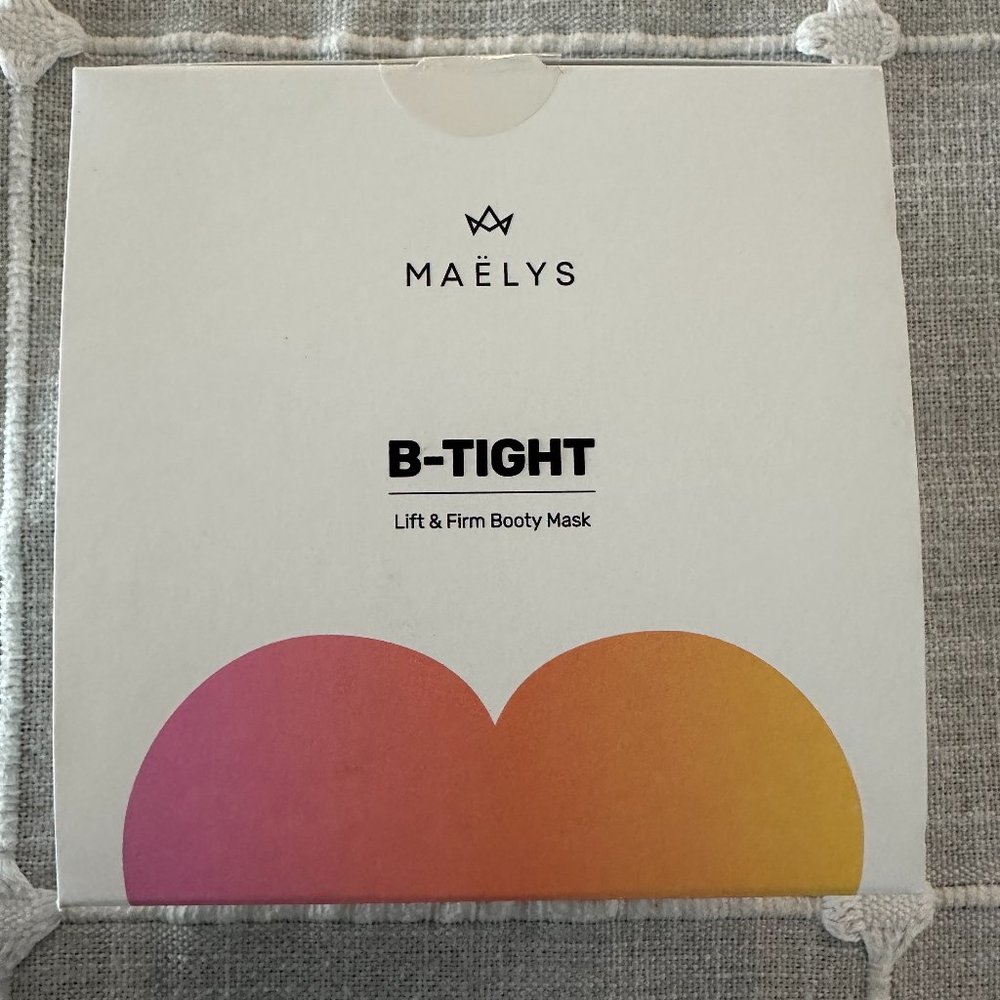 MAËLYS
B-TIGHT
Lift & Firm Booty Mask